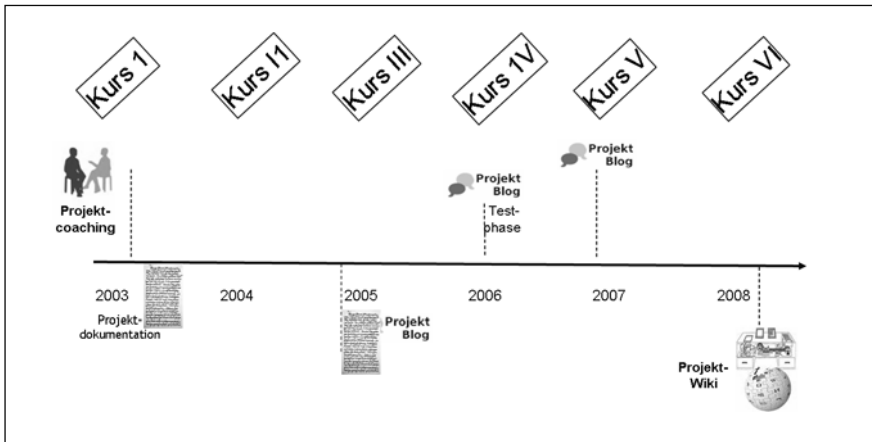 Kurs 1
Kurs I1
Kurs III
Kurs 1V
Kurs V
Kurs VI
Projekt-
coaching
Projekt
Blog
Test-
phase
Projekt
Blog
2003
2004
2005
2006
2007
2008
Projekt-
dokumentation
Projekt
Blog
Projekt-
Wiki